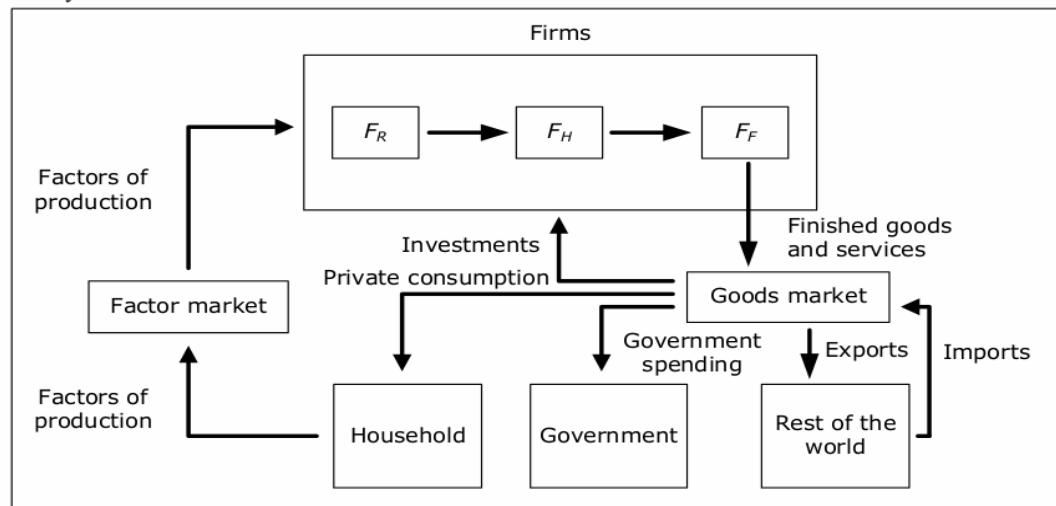 Firms
F_R
F_H
F_F
Factors of
production
Investments
Private consumption
Finished goods
and services
Factor market
Goods market
Government
spending
Exports
Imports
Factors of
production
Household
Government
Rest of the
world